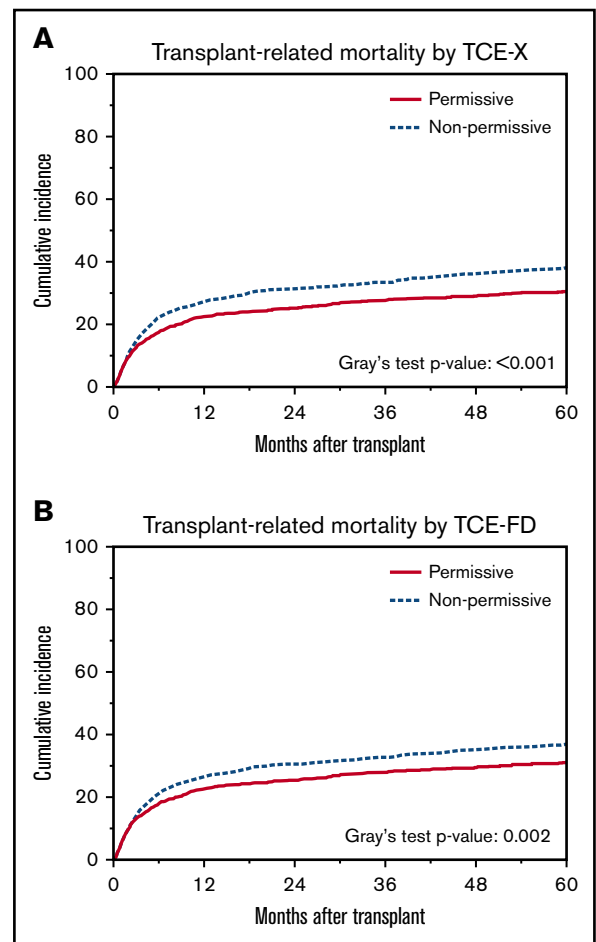 A
Transplant-related mortality by TCE-X
100
80
60
40
20
0
Cumulative incidence
Permissive
Non-permissive
Gray's test p-value: <0.001
0 12 24 36 48 60
Months after transplant
B
Transplant-related mortality by TCE-FD
100
80
60
40
20
0
Cumulative incidence
Permissive
Non-permissive
Gray's test p-value: 0.002
0 12 24 36 48 60
Months after transplant